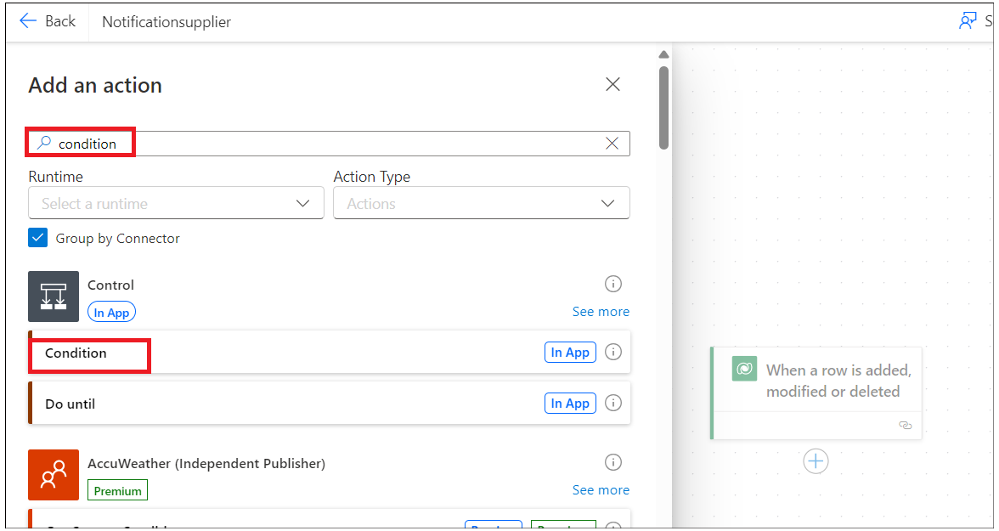 Back
Notificationsupplier
S
Add an action
condition
Runtime
Action Type
Select a runtime
Actions
Group by Connector
Control
In App
See more
Condition
In App
Do until
In App
AccuWeather (Independent Publisher)
Premium
See more
When a row is added,
modified or deleted